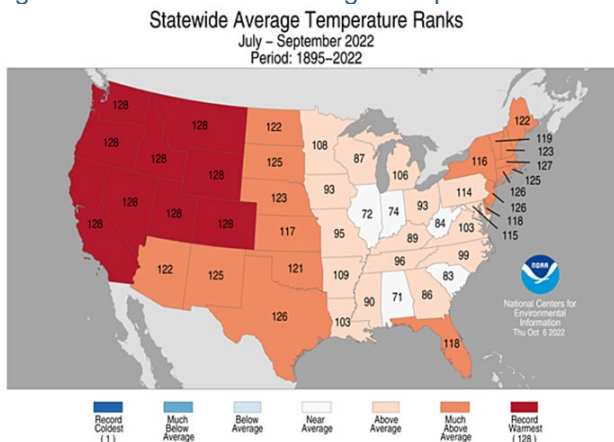 Statewide Average Temperature Ranks
July – September 2022
Period: 1895–2022
128
128
128
128
128
128
128
128
128
122
125
122
125
123
117
121
126
108
93
95
109
103
87
72
74
106
93
89
96
90
71
86
118
83
99
103
84
114
116
122
119
123
127
125
126
126
118
115
NOAA
National Centers for
Environmental
Information
Thu Oct 6 2022
Record
Coldest
(1)
Much
Below
Average
Below
Average
Near
Average
Above
Average
Much
Above
Average
Record
Warmest
(128)